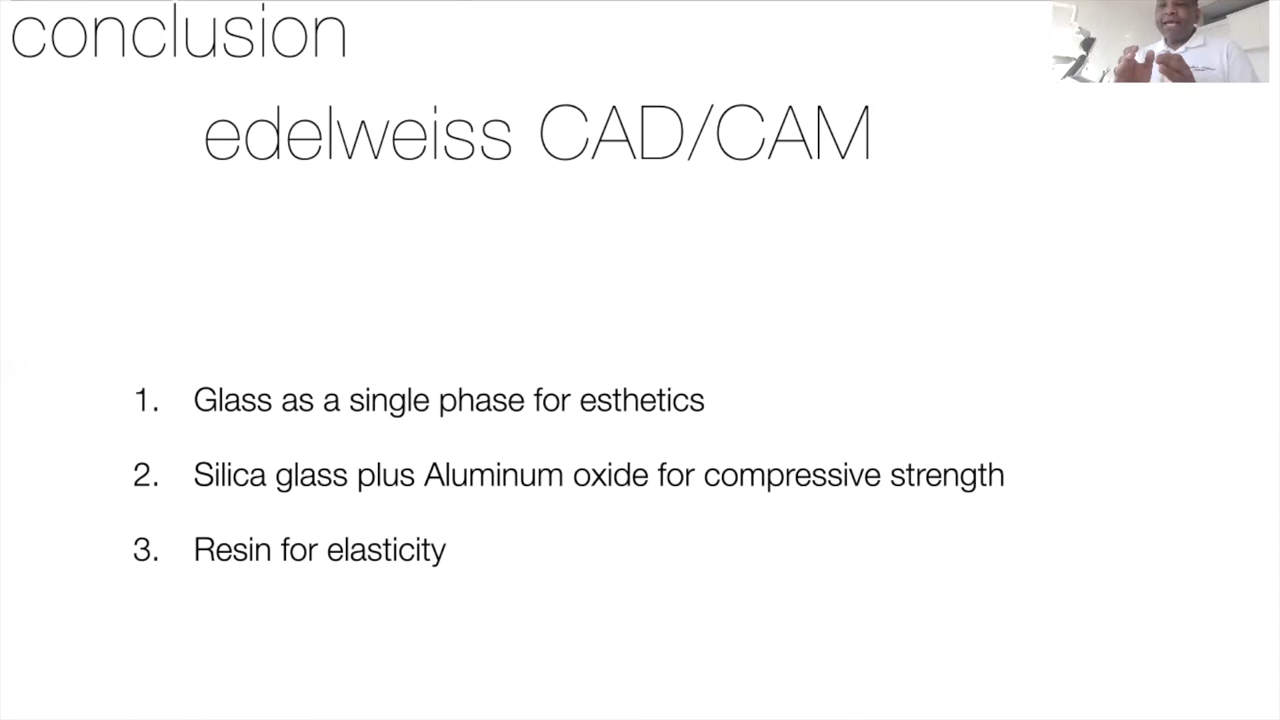 conclusion
edelweiss CAD/CAM
1. Glass as a single phase for esthetics
2. Silica glass plus Aluminum oxide for compressive strength
3. Resin for elasticity